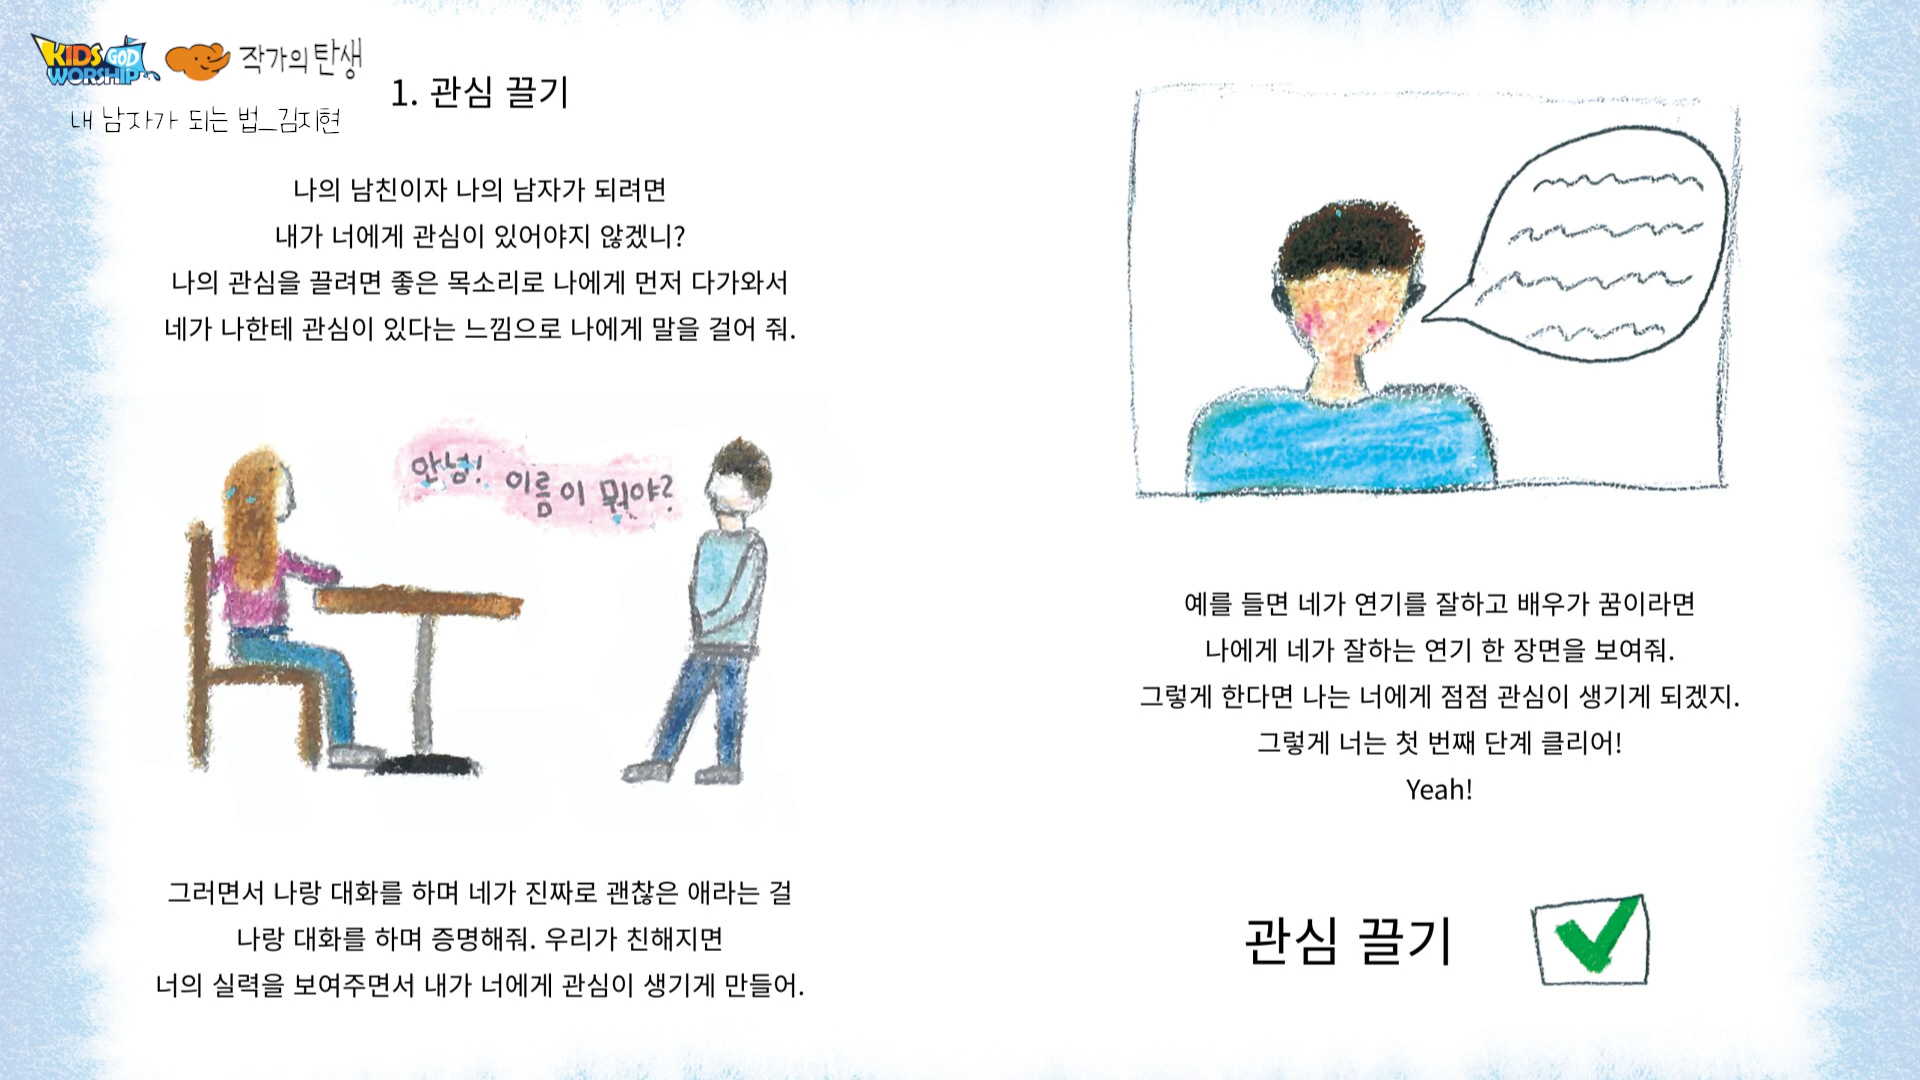 KIDS GOD
WORSHIP
작가의 탄생
내 남자가 되는 법_김지현
1. 관심 끌기
나의 남친이자 나의 남자가 되려면
내가 너에게 관심이 있어야지 않겠니?
나의 관심을 끌려면 좋은 목소리로 나에게 먼저 다가와서
네가 나한테 관심이 있다는 느낌으로 나에게 말을 걸어 줘.
안녕! 이름이 뭐야?
그러면서 나랑 대화를 하며 네가 진짜로 괜찮은 애라는 걸
나랑 대화를 하며 증명해줘. 우리가 친해지면
너의 실력을 보여주면서 내가 너에게 관심이 생기게 만들어.
예를 들면 네가 연기를 잘하고 배우가 꿈이라면
나에게 네가 잘하는 연기 한 장면을 보여줘.
그렇게 한다면 나는 너에게 점점 관심이 생기게 되겠지.
그렇게 너는 첫 번째 단계 클리어!
Yeah!
관심 끌기